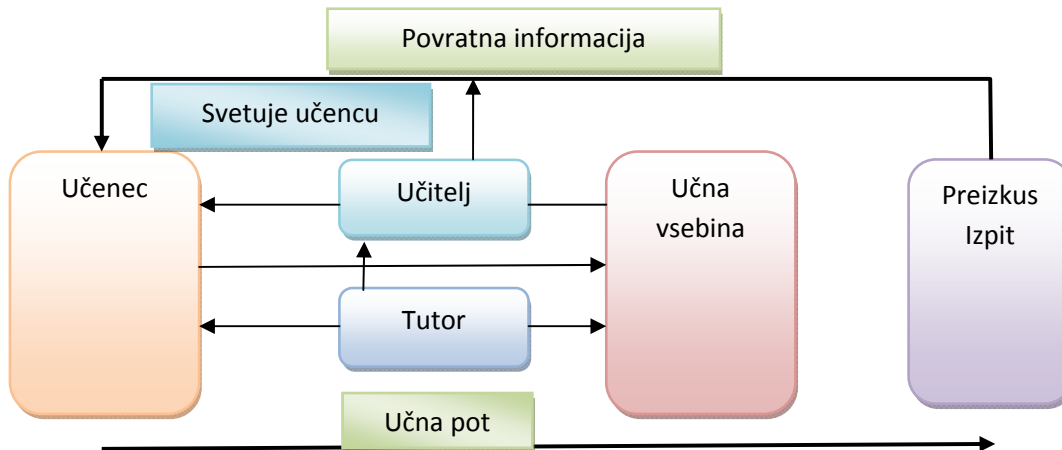 Povratna informacija
Svetuje učencu
Učenec
Učitelj
Učna
vsebina
Preizkus
Izpit
Tutor
Učna pot